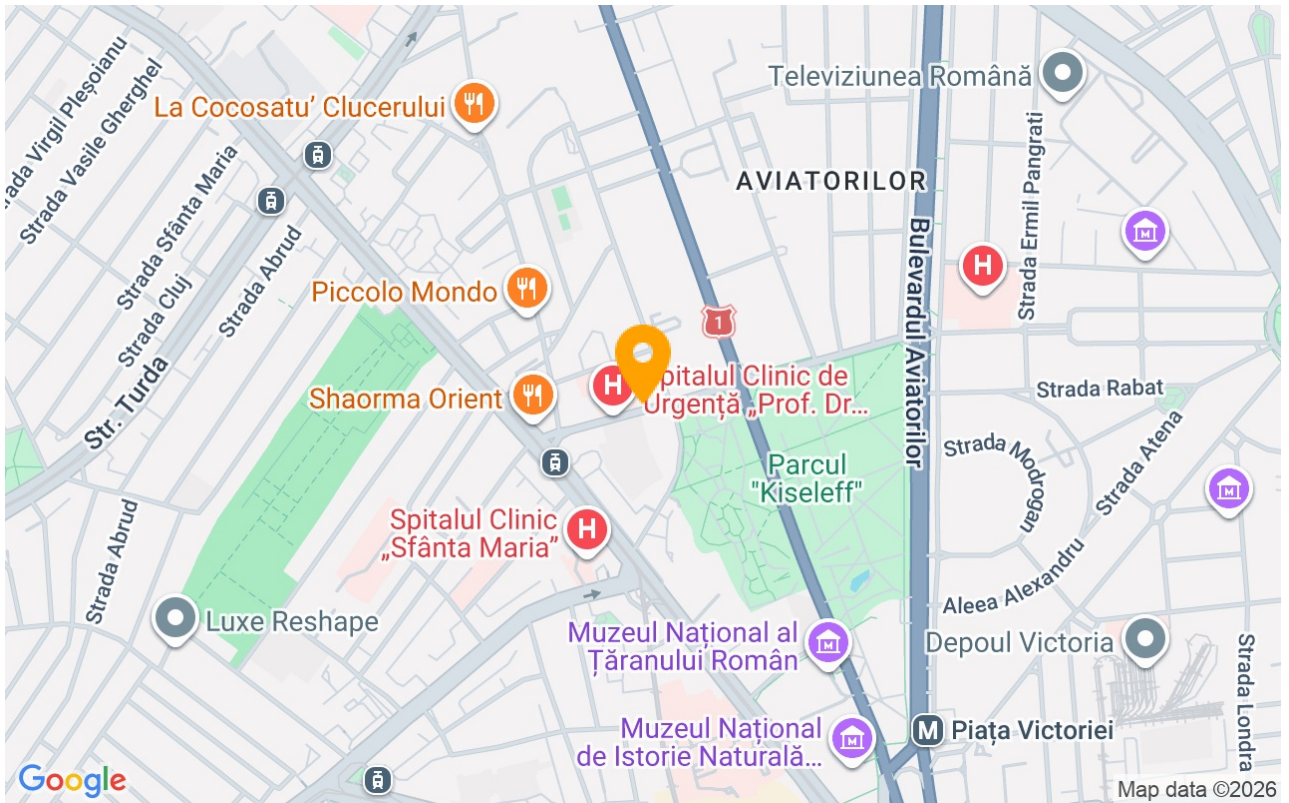 Televiziunea Română
La Cocosatu' Clucerului
Strada Virgil Pleșoianu
Strada Vasile Gherghel
Strada Sfânta Maria
Strada Cluj
Strada Abrud
Str. Turda
AVIATORILOR
Strada Ermil Pangrati
Bulevardul Aviatorilor
M
H
Piccolo Mondo
1
Shaorma Orient
H
Spitalul Clinic de
Urgență „Prof. Dr...
Strada Rabat
Strada Modrogan
Strada Atena
M
Parcul
"Kiseleff"
Spitalul Clinic
„Sfânta Maria”
H
Strada Abrud
Aleea Alexandru
Luxe Reshape
Muzeul Național al
Țăranului Român
M
Depoul Victoria
Strada Londra
Muzeul Național
de Istorie Naturală...
M
M
Piața Victoriei
Google
Map data ©2026